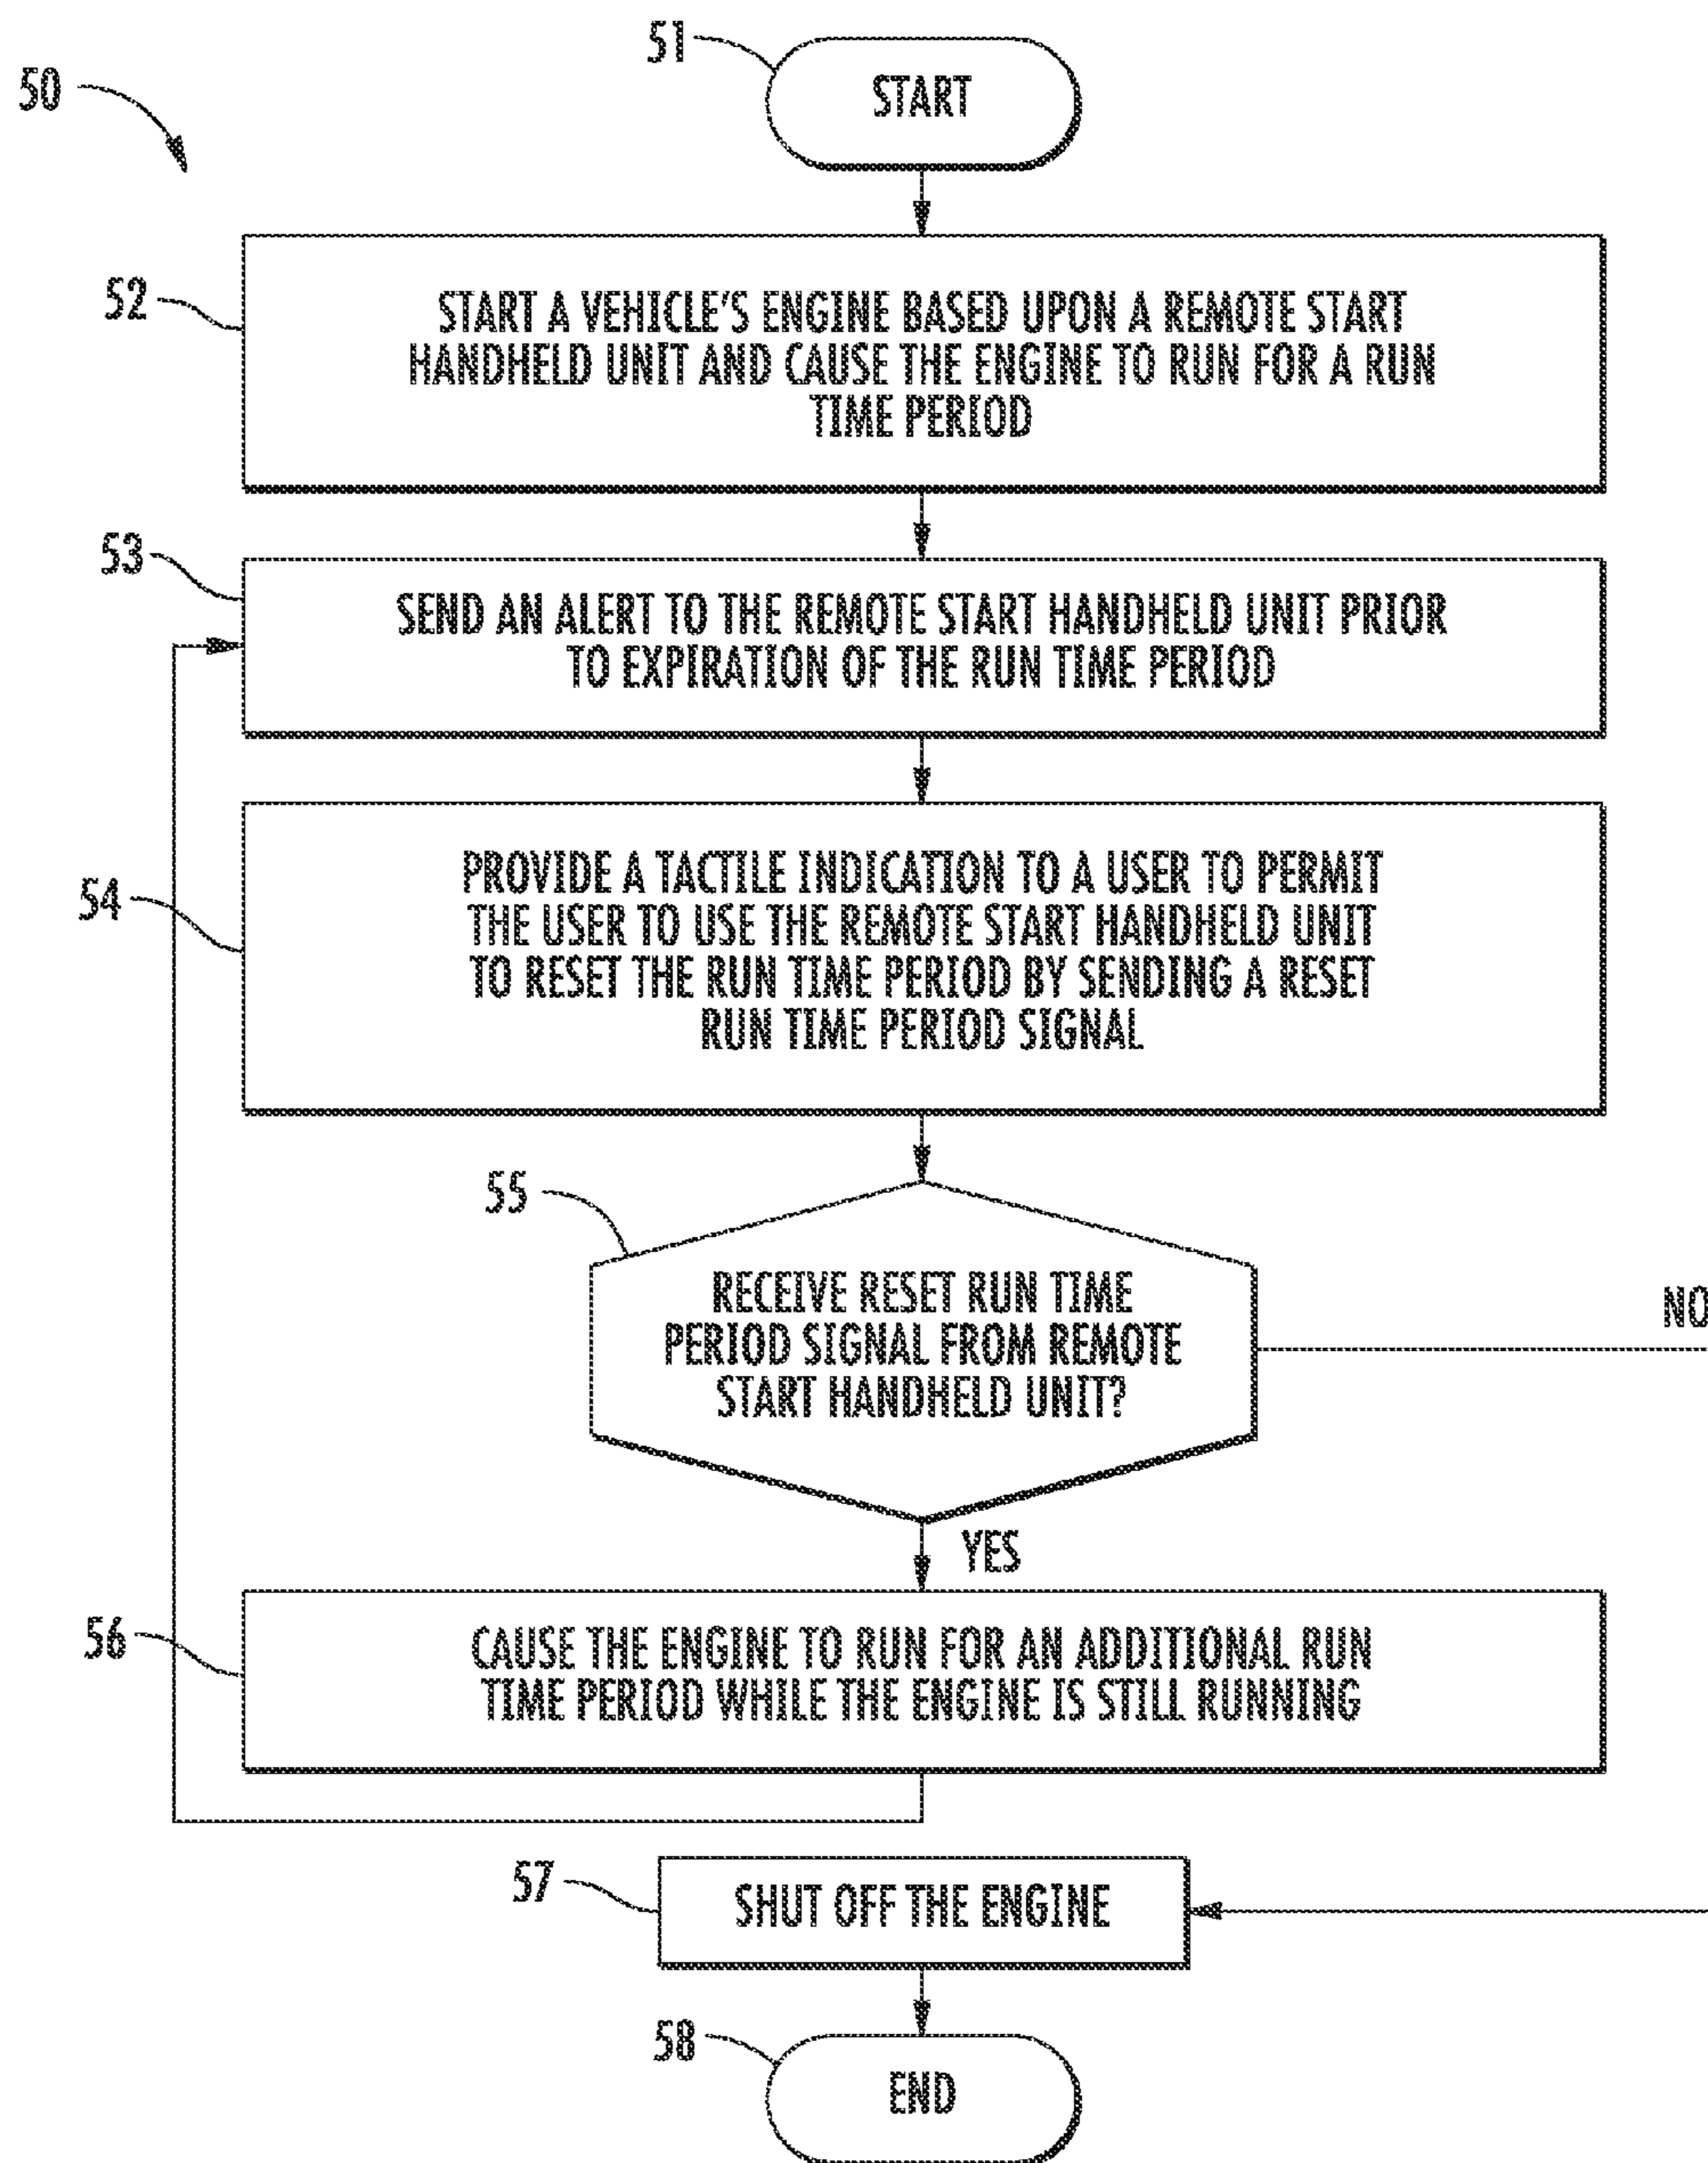 51
50
START
52
START A VEHICLE'S ENGINE BASED UPON A REMOTE START
HANDHELD UNIT AND CAUSE THE ENGINE TO RUN FOR A RUN
TIME PERIOD
53
SEND AN ALERT TO THE REMOTE START HANDHELD UNIT PRIOR
TO EXPIRATION OF THE RUN TIME PERIOD
54
PROVIDE A TACTILE INDICATION TO A USER TO PERMIT
THE USER TO USE THE REMOTE START HANDHELD UNIT
TO RESET THE RUN TIME PERIOD BY SENDING A RESET
RUN TIME PERIOD SIGNAL
55
RECEIVE RESET RUN TIME
PERIOD SIGNAL FROM REMOTE
START HANDHELD UNIT?
NO
YES
56
CAUSE THE ENGINE TO RUN FOR AN ADDITIONAL RUN
TIME PERIOD WHILE THE ENGINE IS STILL RUNNING
57
SHUT OFF THE ENGINE
58
END